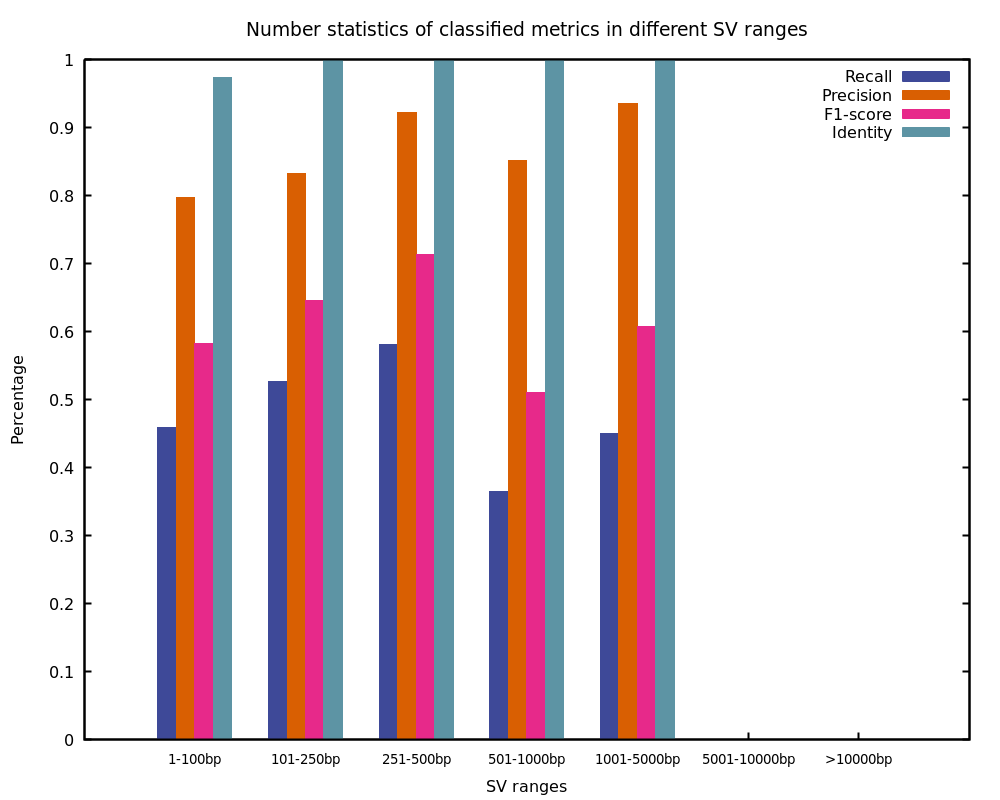 Number statistics of classified metrics in different SV ranges
Recall
Precision
F1-score
Identity
Percentage
1
0.9
0.8
0.7
0.6
0.5
0.4
0.3
0.2
0.1
0
1-100bp 101-250bp 251-500bp 501-1000bp 1001-5000bp 5001-10000bp >10000bp
SV ranges